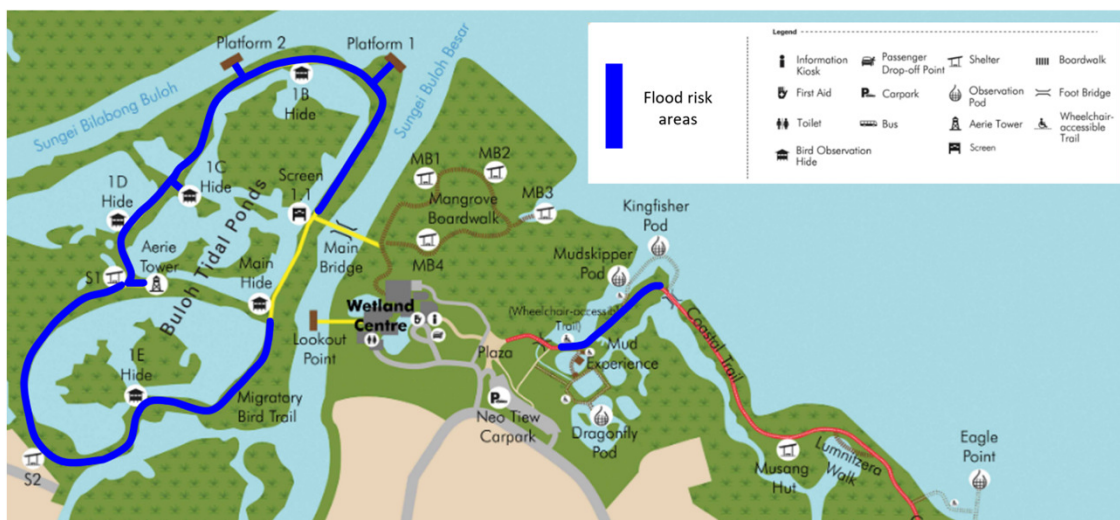 Platform 2
Platform 1
Sungei Bilabong Buloh
Sungei Buloh Besar
1B
Hide
1C
Hide
1D
Hide
Screen
1.1
Aerie
Tower
Main
Hide
Buloh Tidal Ponds
S1
S2
1E
Hide
Migratory
Bird Trail
Main
Bridge
Lookout
Point
MB1
MB2
MB3
MB4
Mangrove
Boardwalk
Wetland
Centre
Plaza
Neo Tiew
Carpark
(Wheelchair-accessible
Trail)
Mud
Experience
Dragonfly
Pod
Mudskipper
Pod
Kingfisher
Pod
Coastal Trail
Musang
Hut
Lumnitzera
Walk
Eagle
Point
Flood risk
areas
Legend
Information
Kiosk
First Aid
Toilet
Bird Observation
Hide
Passenger
Drop-off Point
Carpark
Bus
Shelter
Observation
Pod
Aerie Tower
Screen
Boardwalk
Foot Bridge
Wheelchair-
accessible
Trail